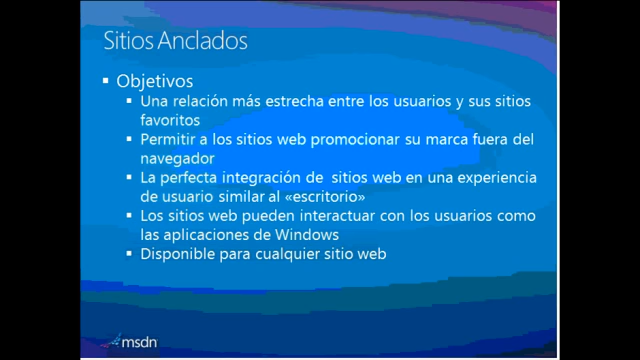 Sitios Anclados
Objetivos
Una relación más estrecha entre los usuarios y sus sitios
favoritos
Permitir a los sitios web promocionar su marca fuera del
navegador
La perfecta integración de sitios web en una experiencia
de usuario similar al «escritorio»
Los sitios web pueden interactuar con los usuarios como
las aplicaciones de Windows
Disponible para cualquier sitio web
msdn